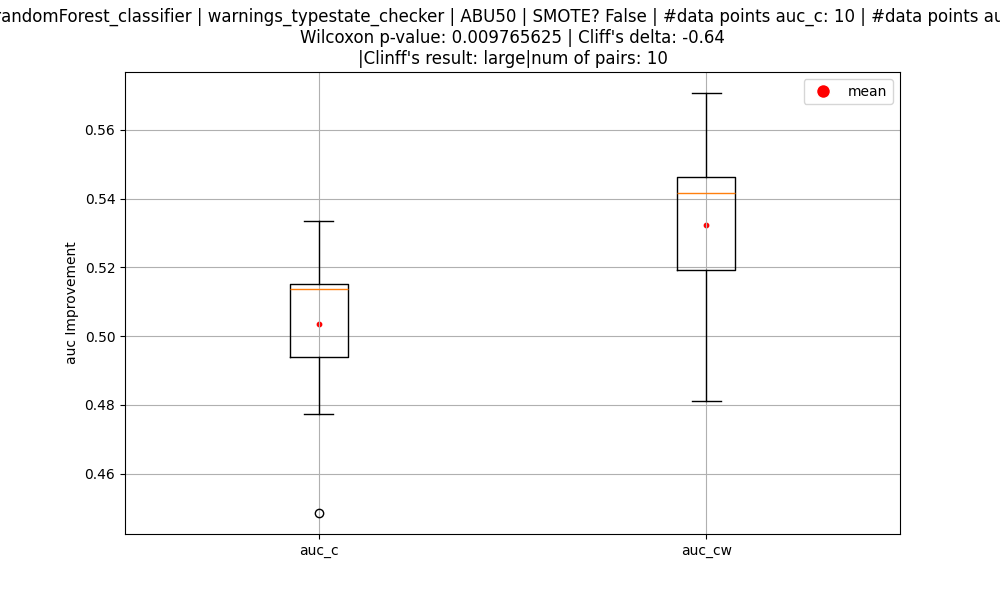 randomForest_classifier | warnings_typestate_checker | ABU50 | SMOTE? False | #data points auc_c: 10 | #data points au
Wilcoxon p-value: 0.009765625 | Cliff's delta: -0.64
|Clinff's result: large|num of pairs: 10
mean
auc Improvement
0.56
0.54
0.52
0.50
0.48
0.46
auc_c
auc_cw